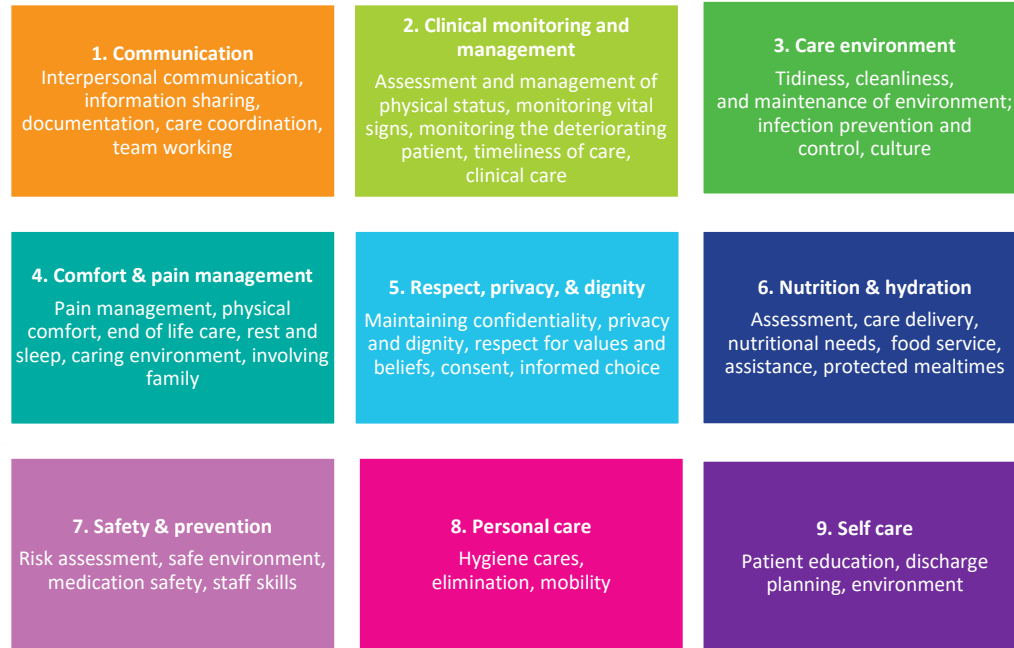 1. Communication
Interpersonal communication,
information sharing,
documentation, care coordination,
team working
2. Clinical monitoring and
management
Assessment and management of
physical status, monitoring vital
signs, monitoring the deteriorating
patient, timeliness of care,
clinical care
3. Care environment
Tidiness, cleanliness,
and maintenance of environment;
infection prevention and
control, culture
4. Comfort & pain management
Pain management, physical
comfort, end of life care, rest and
sleep, caring environment, involving
family
5. Respect, privacy, & dignity
Maintaining confidentiality, privacy
and dignity, respect for values and
beliefs, consent, informed choice
6. Nutrition & hydration
Assessment, care delivery,
nutritional needs, food service,
assistance, protected mealtimes
7. Safety & prevention
Risk assessment, safe environment,
medication safety, staff skills
8. Personal care
Hygiene cares,
elimination, mobility
9. Self care
Patient education, discharge
planning, environment